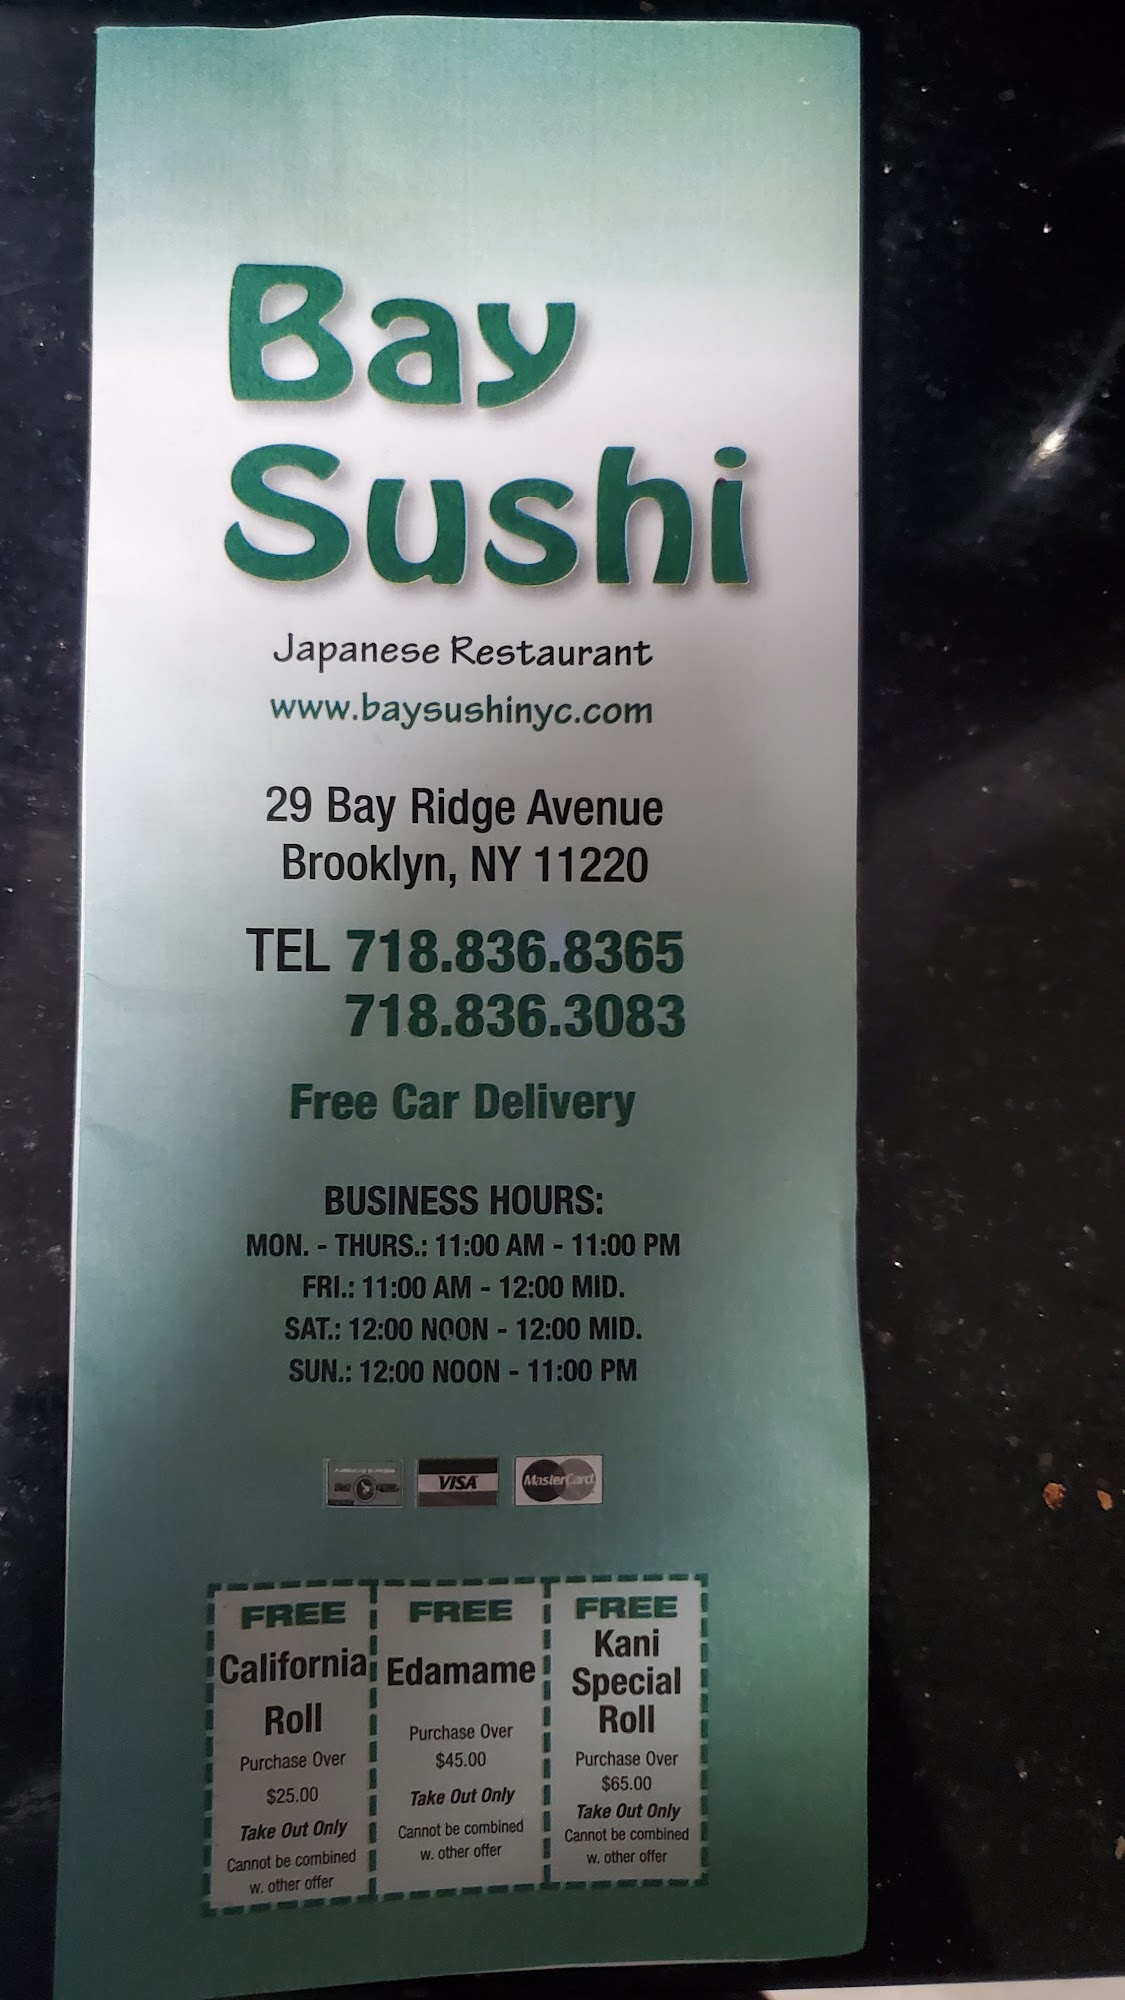 Bay
Sushi
Japanese Restaurant
www.baysushinyc.com
29 Bay Ridge Avenue
Brooklyn, NY 11220
TEL 718.836.8365
718.836.3083
Free Car Delivery
BUSINESS HOURS:
MON. - THURS.: 11:00 AM - 11:00 PM
FRI.: 11:00 AM - 12:00 MID.
SAT.: 12:00 NOON - 12:00 MID.
SUN.: 12:00 NOON - 11:00 PM
VISA MasterCard
FREE
California
Roll
Purchase Over
$25.00
Take Out Only
Cannot be combined
w. other offer
FREE
Edamame
Purchase Over
$45.00
Take Out Only
Cannot be combined
w. other offer
FREE
Kani
Special
Roll
Purchase Over
$65.00
Take Out Only
Cannot be combined
w. other offer